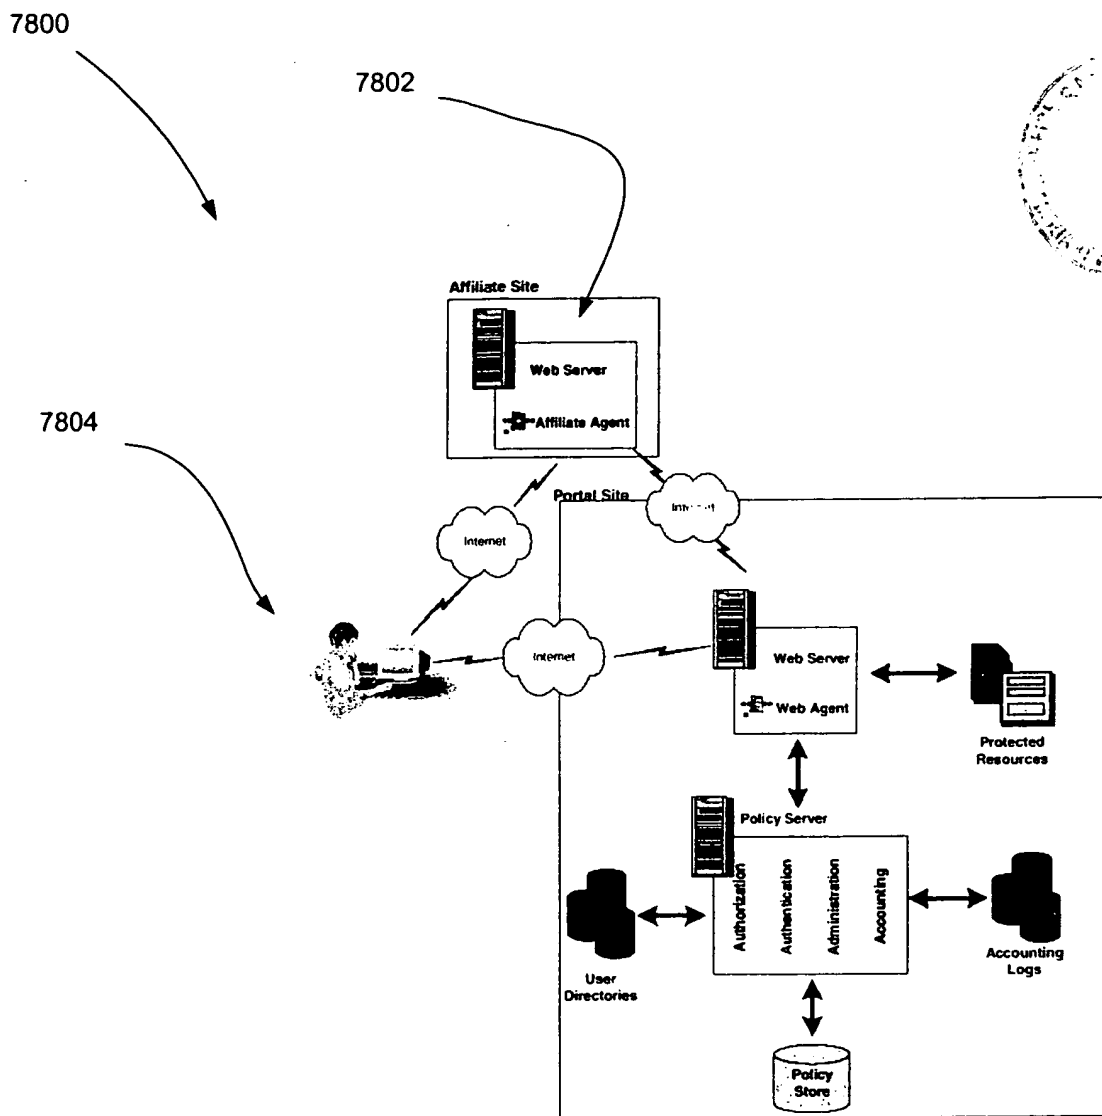 7800
7802
Affiliate Site
Web Server
Affiliate Agent
7804
Portal Site
Internet
Internet
Internet
Web Server
Web Agent
Protected
Resources
Policy Server
Authorization
Authentication
Administration
Accounting
User
Directories
Accounting
Logs
Policy
Store